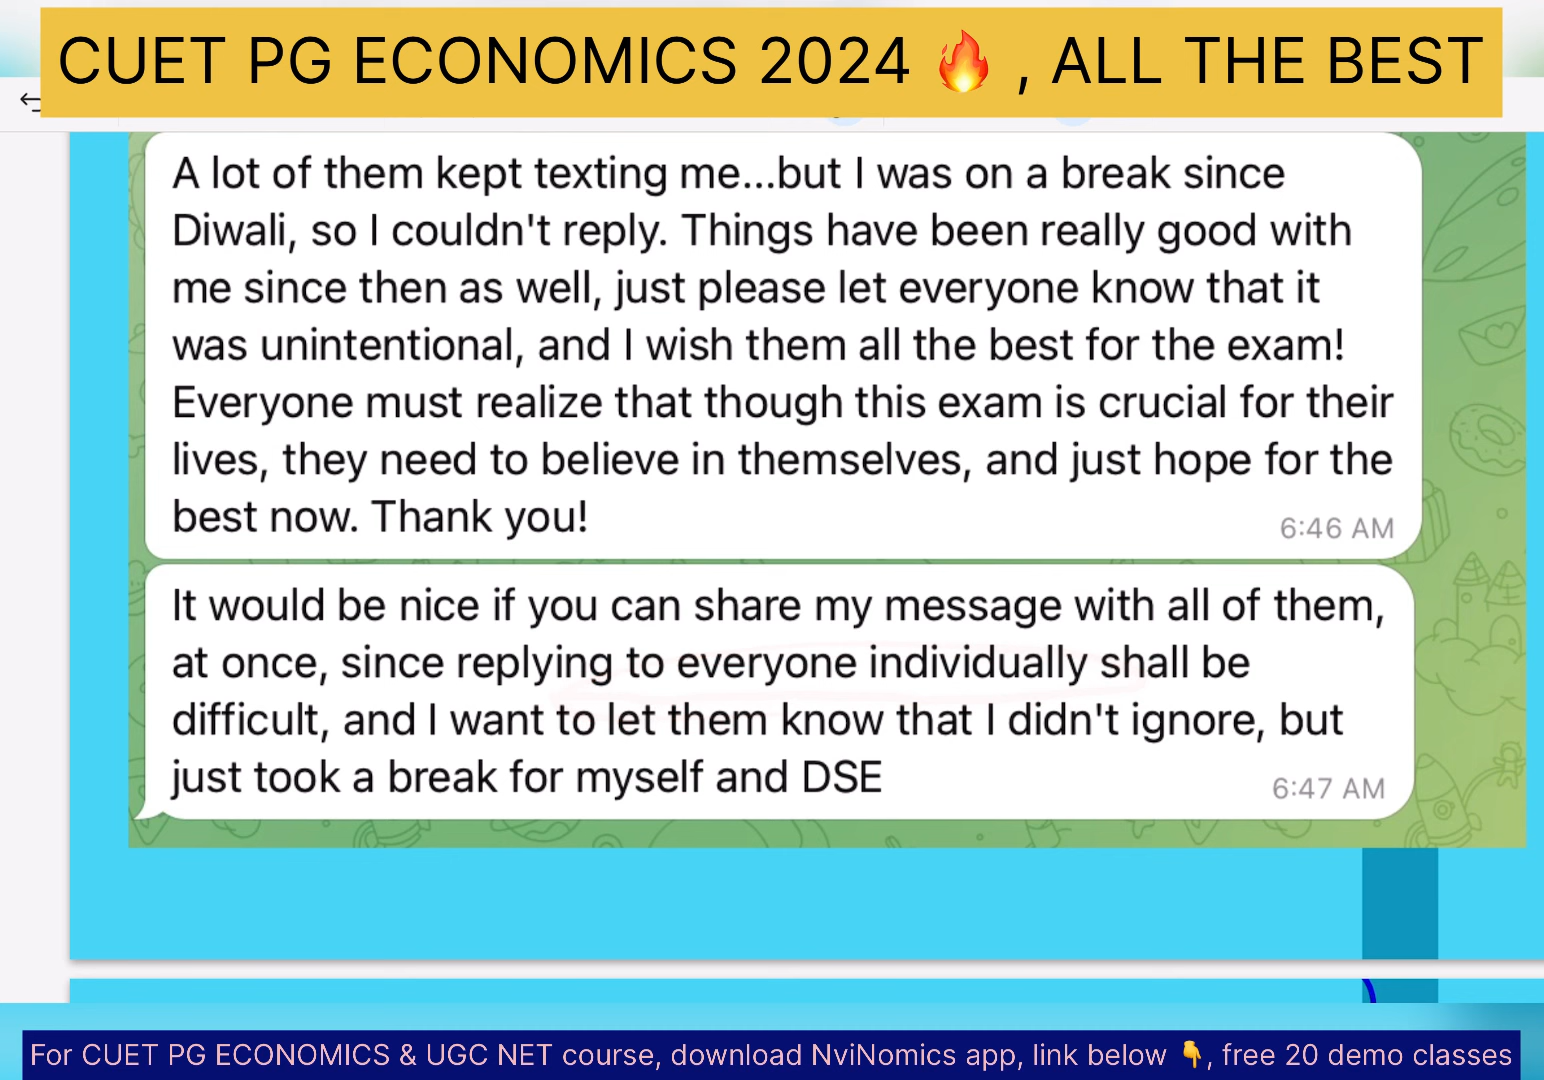 CUET PG ECONOMICS 2024 🔥 , ALL THE BEST
A lot of them kept texting me...but I was on a break since
Diwali, so I couldn't reply. Things have been really good with
me since then as well, just please let everyone know that it
was unintentional, and I wish them all the best for the exam!
Everyone must realize that though this exam is crucial for their
lives, they need to believe in themselves, and just hope for the
best now. Thank you!
6:46 AM
It would be nice if you can share my message with all of them,
at once, since replying to everyone individually shall be
difficult, and I want to let them know that I didn't ignore, but
just took a break for myself and DSE
6:47 AM
For CUET PG ECONOMICS & UGC NET course, download NviNomics app, link below 👇, free 20 demo classes